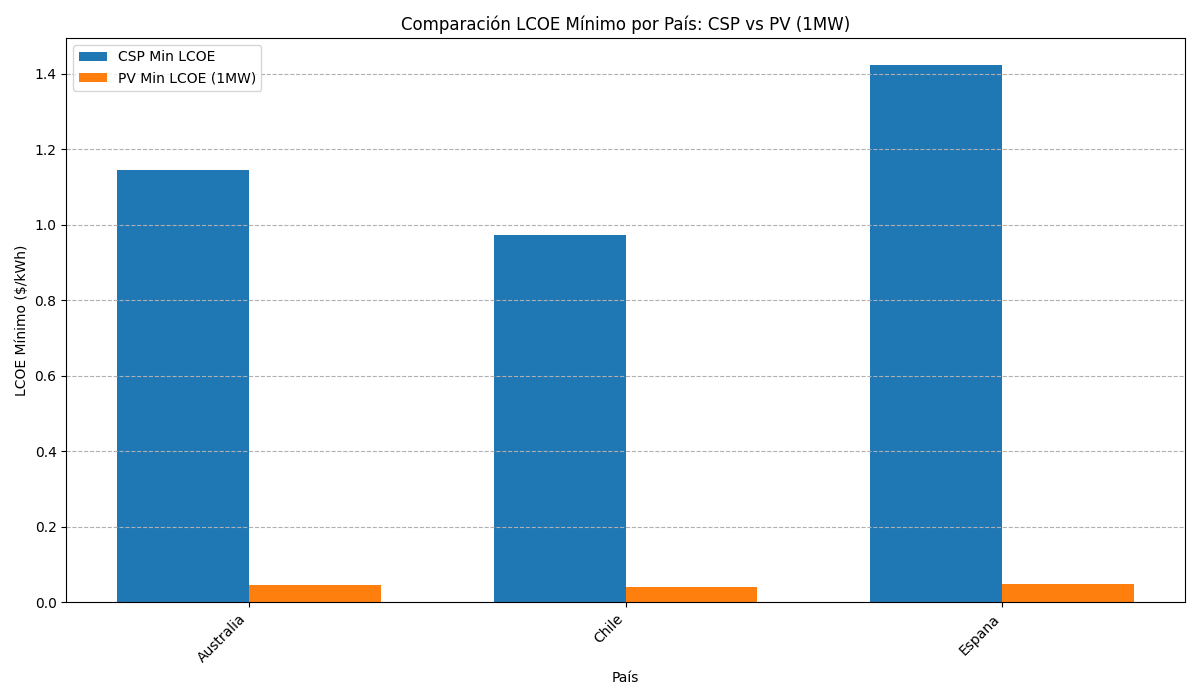 Comparación LCOE Mínimo por País: CSP vs PV (1MW)
CSP Min LCOE
PV Min LCOE (1MW)
LCOE Mínimo ($/kWh)
1.4
1.2
1.0
0.8
0.6
0.4
0.2
0.0
Australia
Chile
Espana
País